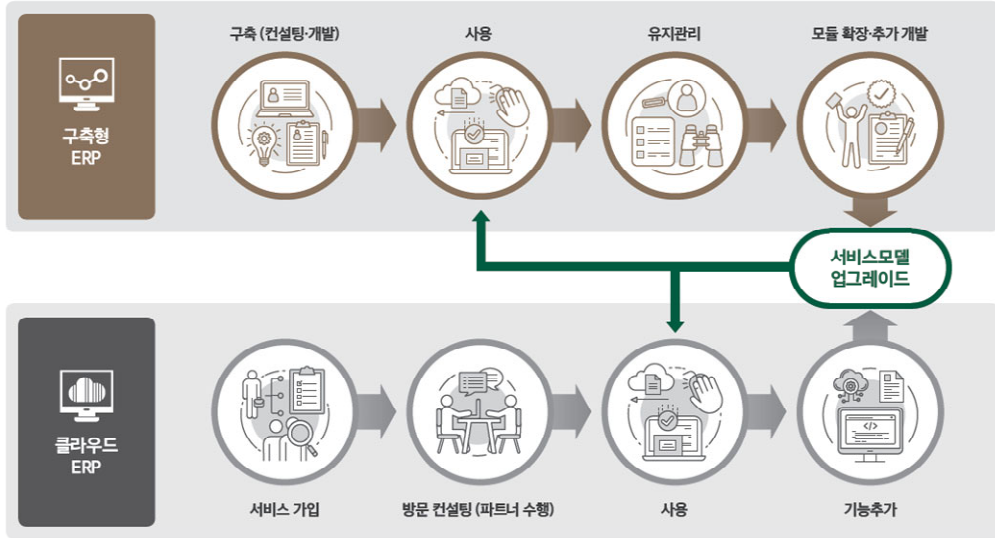 구축형
ERP
구축 (컨설팅·개발)
사용
유지관리
모듈 확장·추가 개발
서비스모델
업그레이드
클라우드
ERP
서비스 가입
방문 컨설팅 (파트너 수행)
사용
기능추가